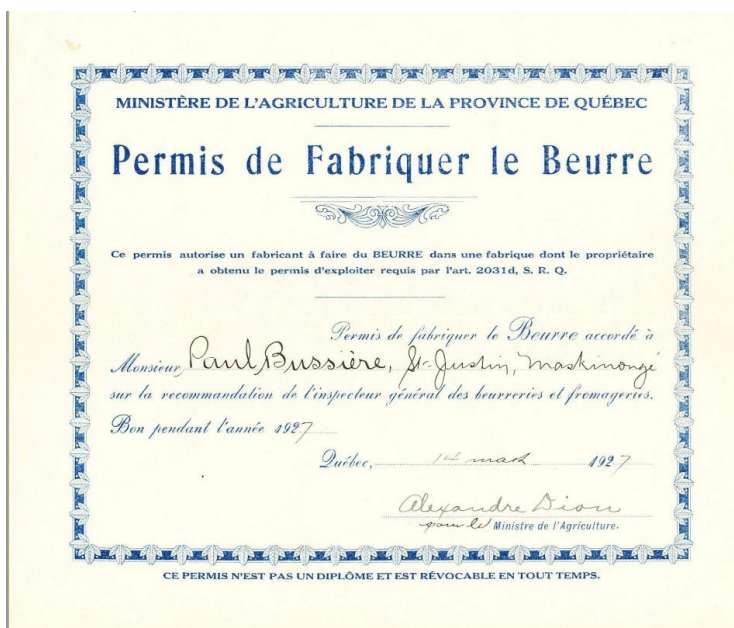 MINISTÈRE DE L'AGRICULTURE DE LA PROVINCE DE QUÉBEC
Permis de Fabriquer le Beurre
Ce permis autorise un fabricant à faire du BEURRE dans une fabrique dont le propriétaire
a obtenu le permis d'exploiter requis par l'art. 2031d, S. R. Q.
Permis de fabriquer le Beurre accordé à
Monsieur Paul Bussière, St-Justin, Maskinongé
sur la recommandation de l'inspecteur général des beurreries et fromageries.
Bon pendant l'année 1927
Québec, 14 mars 1927
Alexandre Dion
pour le Ministre de l'Agriculture.
CE PERMIS N'EST PAS UN DIPLÔME ET EST RÉVOCABLE EN TOUT TEMPS.